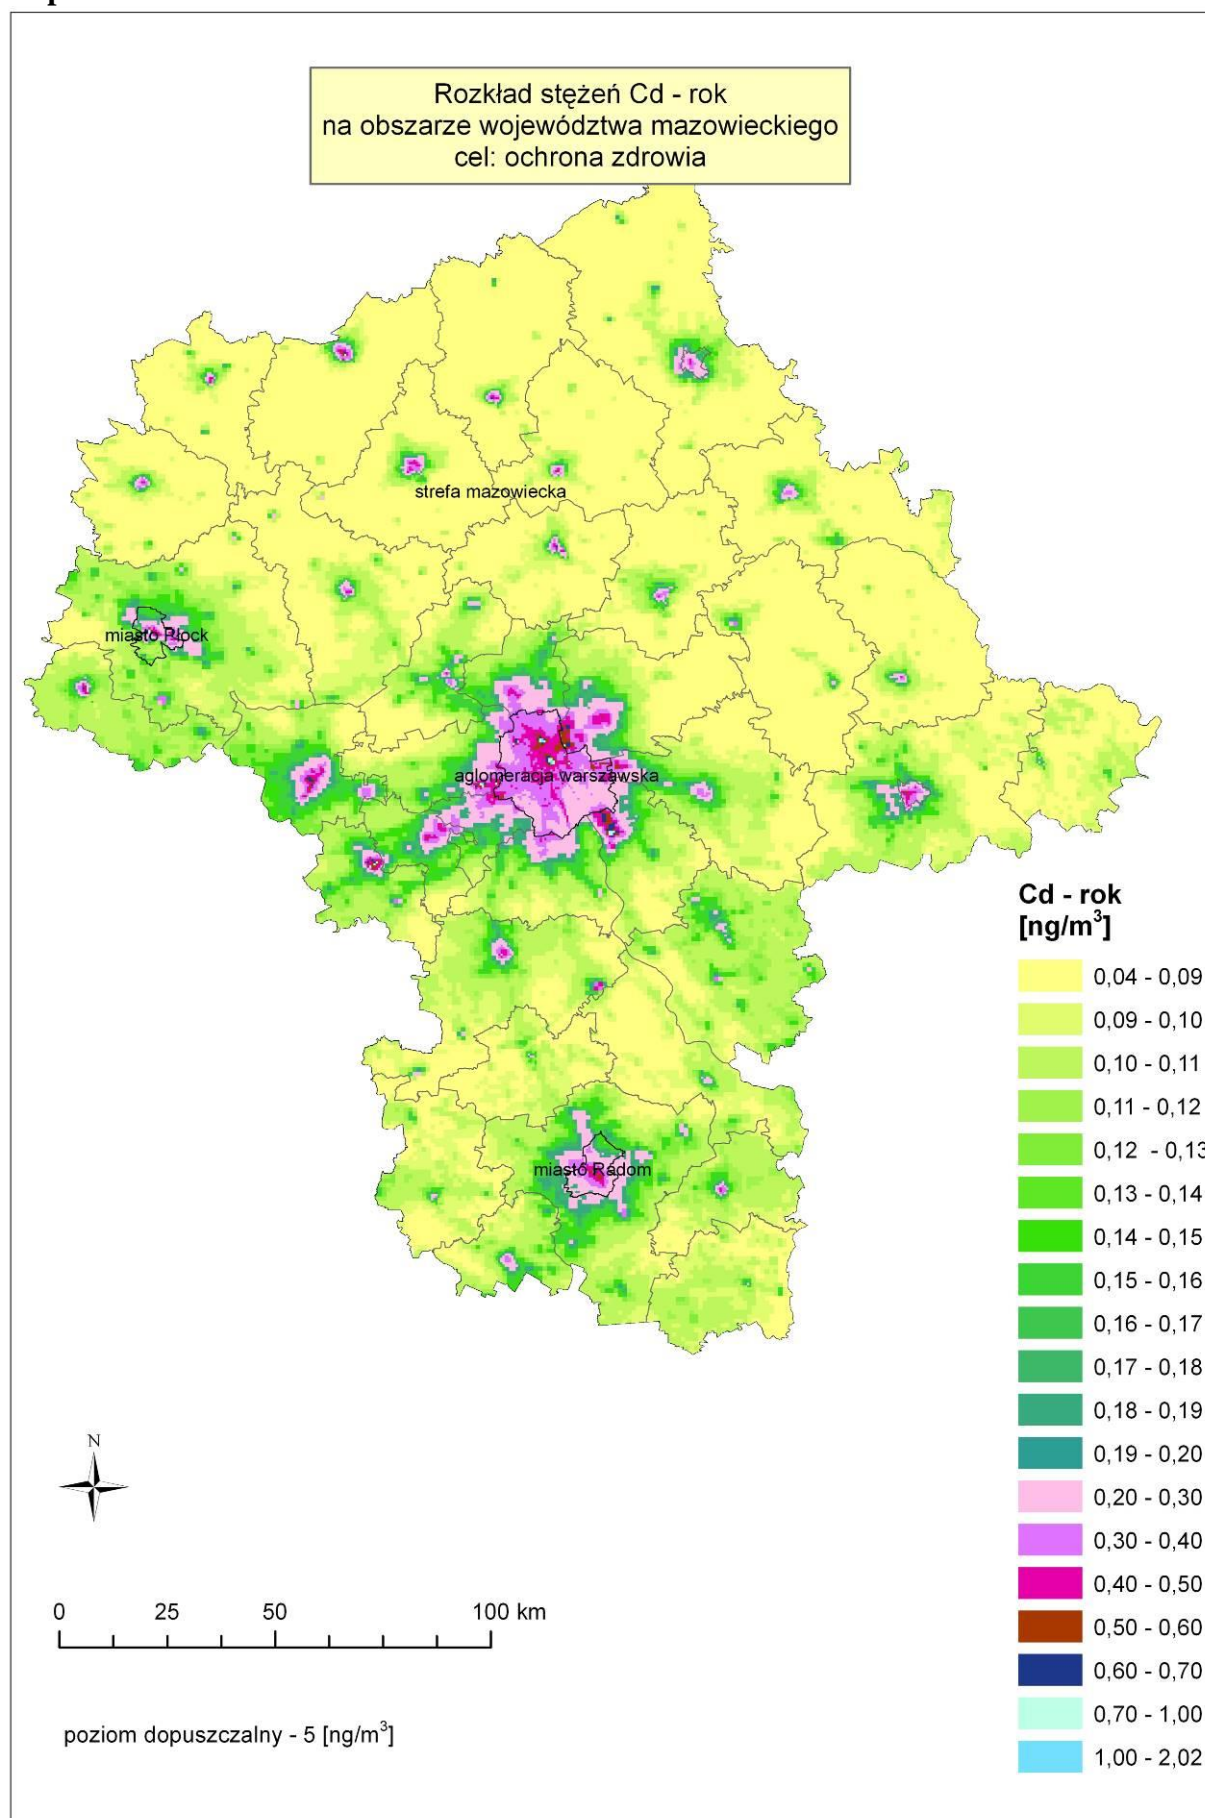 Rozkład stężeń Cd - rok
na obszarze województwa mazowieckiego
cel: ochrona zdrowia
strefa mazowiecka
miasto Płock
aglomeracja warszawska
miasto Radom
Cd - rok
[ng/m³]
0,04 - 0,09
0,09 - 0,10
0,10 - 0,11
0,11 - 0,12
0,12 - 0,13
0,13 - 0,14
0,14 - 0,15
0,15 - 0,16
0,16 - 0,17
0,17 - 0,18
0,18 - 0,19
0,19 - 0,20
0,20 - 0,30
0,30 - 0,40
0,40 - 0,50
0,50 - 0,60
0,60 - 0,70
0,70 - 1,00
1,00 - 2,02
N
0 25 50 100 km
poziom dopuszczalny - 5 [ng/m³]